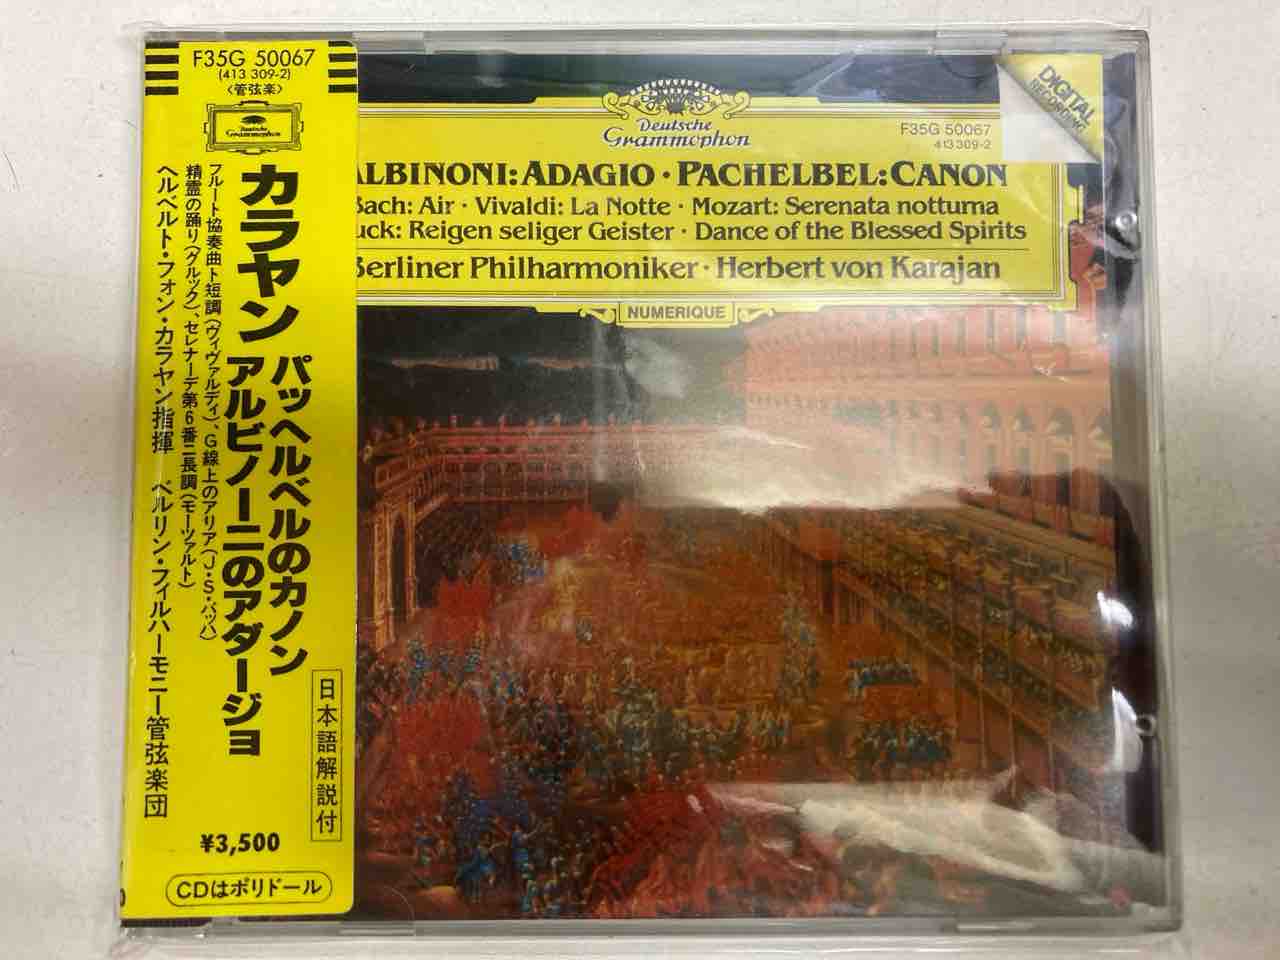 F35G 50067
(413 309-2)
〈管弦楽〉
Deutsche
Grammophon
カラヤン
パッヘルベルのカノン
アルビノーニのアダージョ
フルート協奏曲ト短調(ヴィヴァルディ)、G線上のアリア(J・S・バッハ)
精霊の踊り(グルック)、セレナーデ第6番ニ長調(モーツァルト)
ヘルベルト・フォン・カラヤン指揮 ベルリン・フィルハーモニー管弦楽団
日本語解説付
¥3,500
CDはポリドール
Deutsche
Grammophon
F35G 50067
413 309-2
DIGITAL
RECORDING
ALBINONI:ADAGIO · PACHELBEL:CANON
Bach: Air · Vivaldi: La Notte · Mozart: Serenata notturna
uck: Reigen seliger Geister · Dance of the Blessed Spirits
Berliner Philharmoniker · Herbert von Karajan
NUMERIQUE